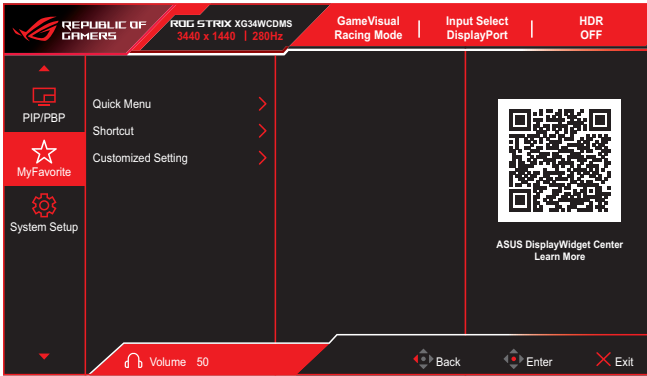 REPUBLIC OF
GAMERS
ROG STRIX XG34WCDMS
3440 x 1440 | 280Hz
GameVisual
Racing Mode
Input Select
DisplayPort
HDR
OFF
PIP/PBP
MyFavorite
System Setup
Quick Menu
Shortcut
Customized Setting
ASUS DisplayWidget Center
Learn More
Volume 50
Back
Enter
Exit